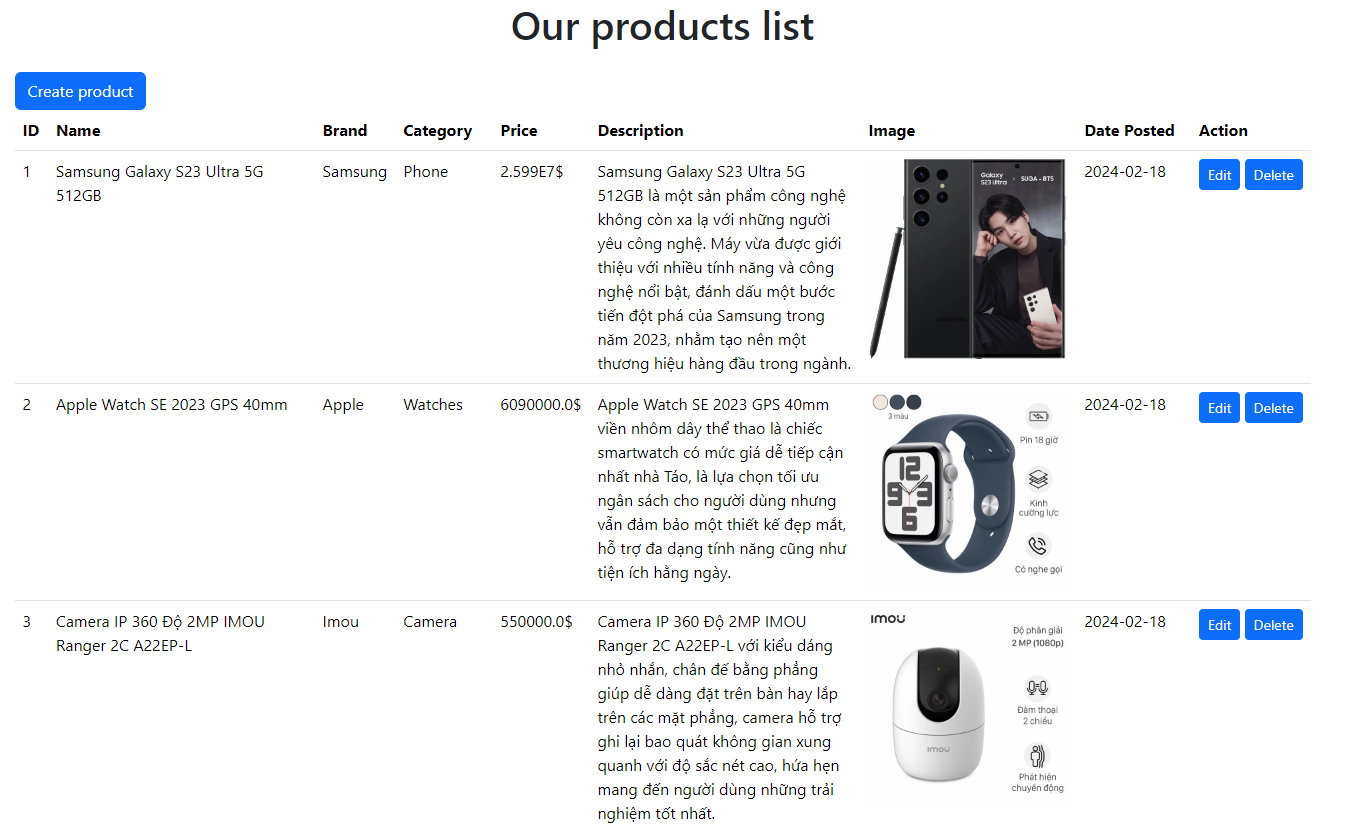 Our products list
Create product
ID Name Brand Category Price Description Image Date Posted Action
1 Samsung Galaxy S23 Ultra 5G Samsung Phone 2.599E7$ Samsung Galaxy S23 Ultra 5G 2024-02-18 Edit Delete
512GB
512GB là một sản phẩm công nghệ
không còn xa lạ với những người
yêu công nghệ. Máy vừa được giới
thiệu với nhiều tính năng và công
nghệ nổi bật, đánh dấu một bước
tiến đột phá của Samsung trong
năm 2023, nhằm tạo nên một
thương hiệu hàng đầu trong ngành.
Galaxy
S23 Ultra
SUGA - BTS
2 Apple Watch SE 2023 GPS 40mm Apple Watches 6090000.0$ Apple Watch SE 2023 GPS 40mm 2024-02-18 Edit Delete
viền nhôm dây thể thao là chiếc
smartwatch có mức giá dễ tiếp cận
nhất nhà Táo, là lựa chọn tối ưu
ngân sách cho người dùng nhưng
vẫn đảm bảo một thiết kế đẹp mắt,
hỗ trợ đa dạng tính năng cũng như
tiện ích hằng ngày.
3 màu
12
9 3
6
Pin 18 giờ
Kính
cường lực
Có nghe gọi
3 Camera IP 360 Độ 2MP IMOU Imou Camera 550000.0$ Camera IP 360 Độ 2MP IMOU 2024-02-18 Edit Delete
Ranger 2C A22EP-L
Ranger 2C A22EP-L với kiểu dáng
nhỏ nhắn, chân đế bằng phẳng
giúp dễ dàng đặt trên bàn hay lắp
trên các mặt phẳng, camera hỗ trợ
ghi lại bao quát không gian xung
quanh với độ sắc nét cao, hứa hẹn
mang đến người dùng những trải
nghiệm tốt nhất.
imou
Độ phân giải
2 MP (1080p)
Đàm thoại
2 chiều
imou
Phát hiện
chuyển động